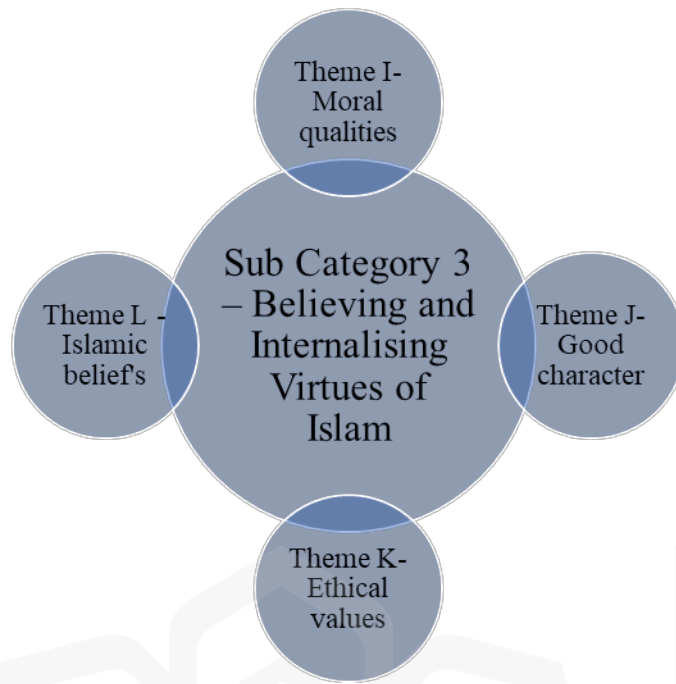 Theme I-
Moral
qualities
Sub Category 3
– Believing and
Internalising
Virtues of
Islam
Theme L -
Islamic
belief's
Theme J-
Good
character
Theme K-
Ethical
values